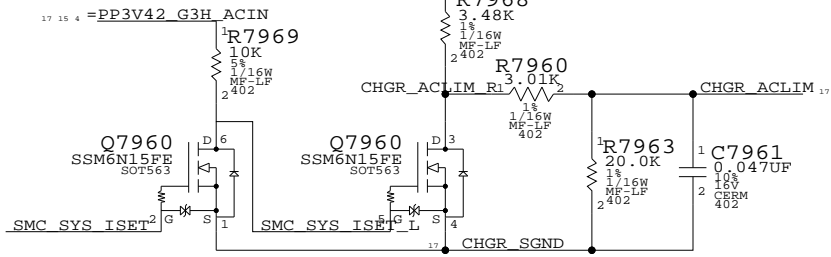 R7968
3.48K
1%
1/16W
MF-LF
2 402
17 15 4 =PP3V42_G3H_ACIN
1
R7969
10K
5%
1/16W
MF-LF
402
2
CHGR_ACLIM_R
1
R7960
3.01K
2
1%
1/16W
MF-LF
402
CHGR_ACLIM 17
Q7960
SSM6N15FE
SOT563
D 6
2 G S
1
SMC_SYS_ISET
Q7960
SSM6N15FE
SOT563
D 3
5 G S
4
SMC_SYS_ISET_L
1
R7963
20.0K
1%
1/16W
MF-LF
402
2
1
C7961
0.047UF
10%
16V
CERM
402
2
17 CHGR_SGND